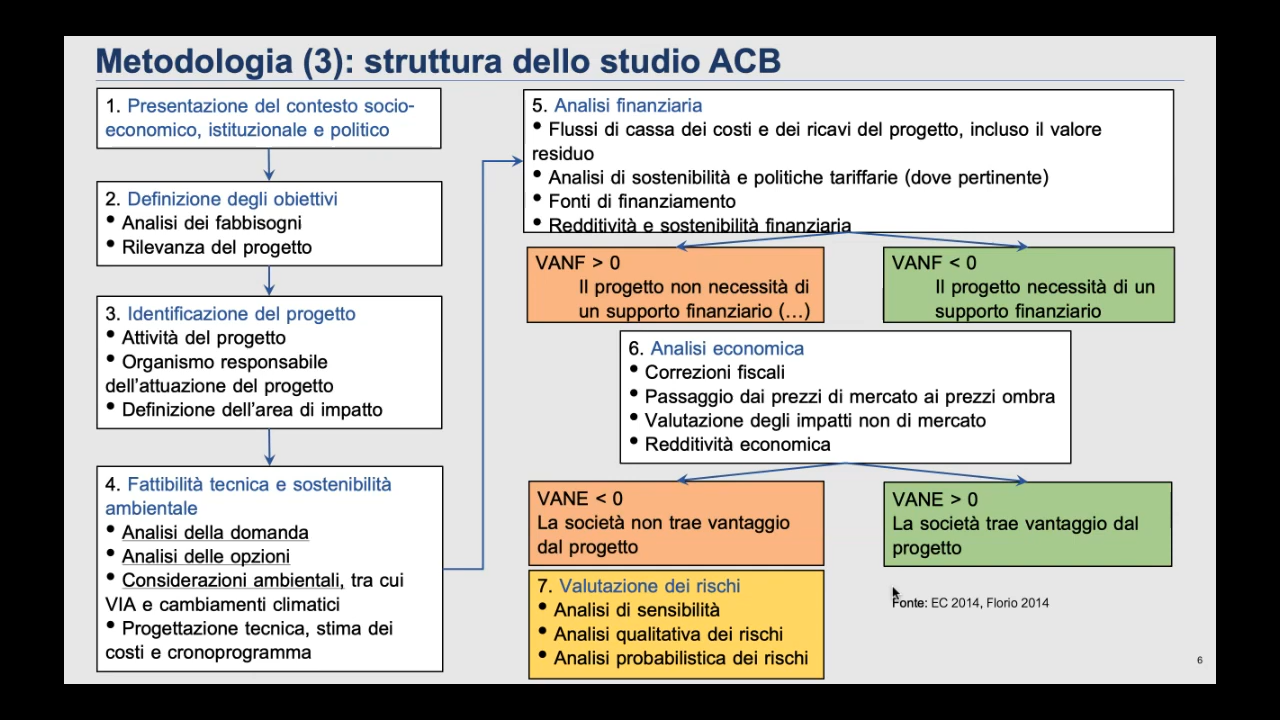 Metodologia (3): struttura dello studio ACB
1. Presentazione del contesto socio-
economico, istituzionale e politico
2. Definizione degli obiettivi
• Analisi dei fabbisogni
• Rilevanza del progetto
3. Identificazione del progetto
• Attività del progetto
• Organismo responsabile
dell'attuazione del progetto
• Definizione dell'area di impatto
4. Fattibilità tecnica e sostenibilità
ambientale
• Analisi della domanda
• Analisi delle opzioni
• Considerazioni ambientali, tra cui
VIA e cambiamenti climatici
• Progettazione tecnica, stima dei
costi e cronoprogramma
5. Analisi finanziaria
• Flussi di cassa dei costi e dei ricavi del progetto, incluso il valore
residuo
• Analisi di sostenibilità e politiche tariffarie (dove pertinente)
• Fonti di finanziamento
• Redditività e sostenibilità finanziaria
VANF > 0
Il progetto non necessità di
un supporto finanziario (…)
VANF < 0
Il progetto necessità di un
supporto finanziario
6. Analisi economica
• Correzioni fiscali
• Passaggio dai prezzi di mercato ai prezzi ombra
• Valutazione degli impatti non di mercato
• Redditività economica
VANE < 0
La società non trae vantaggio
dal progetto
VANE > 0
La società trae vantaggio dal
progetto
7. Valutazione dei rischi
• Analisi di sensibilità
• Analisi qualitativa dei rischi
• Analisi probabilistica dei rischi
Fonte: EC 2014, Florio 2014
6